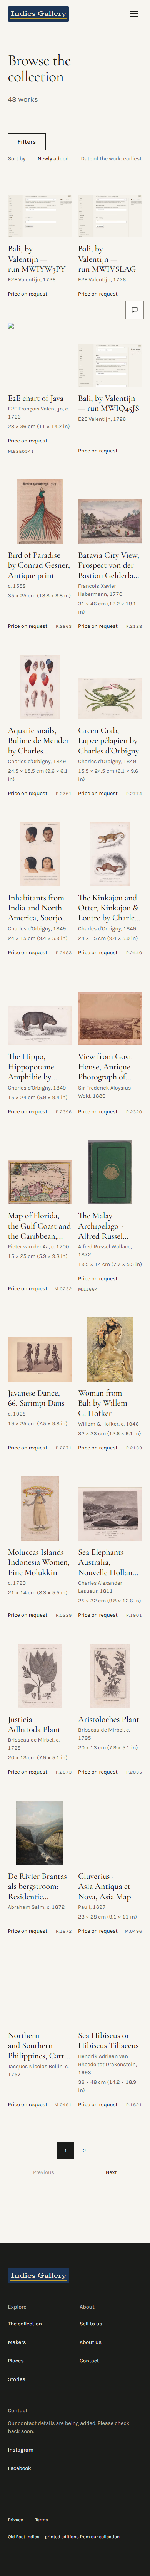 Indies Gallery
Browse the
collection
48 works
Filters
Sort by
Newly added
Date of the work: earliest
Bali, by
Valentijn —
run MWIYW3PY
E&E Valentijn, 1726
Price on request
Bali, by
Valentijn —
run MWIVSLAG
E&E Valentijn, 1726
Price on request
E&E chart of Java
E2E François Valentijn, c.
1726
28 × 36 cm (11 × 14.2 in)
Price on request
Bali, by Valentijn
— run MWIQ45JS
E2E Valentijn, 1726
Price on request
Bird of Paradise
by Conrad Gesner,
Antique print
c. 1558
35 × 25 cm (13.8 × 9.8 in)
Price on request
Batavia City View,
Prospect von der
Bastion Gelderla...
Francois Xavier
Habermann, 1770
31 × 46 cm (12.2 × 18.1
in)
Price on request
P.2128
Aquatic snails,
Bulime de Mender
by Charles...
Charles d'Orbigny, 1849
24.5 × 15.5 cm (9.6 × 6.1
in)
Price on request
P.2761
Green Crab,
Lupee pélagien by
Charles d'Orbigny
Charles d'Orbigny, 1849
15.5 × 24.5 cm (6.1 × 9.6
in)
Price on request
P.2774
Inhabitants from
India and North
America, Soorjo...
Charles d'Orbigny, 1849
24 × 15 cm (9.4 × 5.9 in)
Price on request
The Kinkajou and
Otter, Kinkajou &
Loutre by Charle...
Charles d'Orbigny, 1849
24 × 15 cm (9.4 × 5.9 in)
Price on request
P.2440
The Hippo,
Hippopotame
Amphibie by...
Charles d'Orbigny, 1849
15 × 24 cm (5.9 × 9.4 in)
Price on request
View from Govt
House, Antique
Photograph of...
Sir Frederick Aloysius
Weld, 1880
Price on request
Map of Florida,
the Gulf Coast and
the Caribbean,...
Pieter van der Aa, c. 1700
15 × 25 cm (5.9 × 9.8 in)
Price on request
The Malay
Archipelago -
Alfred Russel...
Alfred Russel Wallace,
1872
19.5 × 14 cm (7.7 × 5.5 in)
Price on request
Javanese Dance,
66. Sarimpi Dans
c. 1925
19 × 25 cm (7.5 × 9.8 in)
Price on request
P.2271
Woman from
Bali by Willem
G. Hofker
Willem G. Hofker, c. 1946
32 × 23 cm (12.6 × 9.1 in)
Price on request
Moluccas Islands
Indonesia Women,
Eine Molukkin
c. 1790
21 × 14 cm (8.3 × 5.5 in)
Price on request
Sea Elephants
Australia,
Nouvelle Hollan...
Charles Alexander
Lesueur, 1811
25 × 32 cm (9.8 × 12.6 in)
Price on request
Justicia
Adhatoda Plant
Brisseau de Mirbel, c.
1795
20 × 13 cm (7.9 × 5.1 in)
Price on request
Aristoloches Plant
Brisseau de Mirbel, c.
1795
20 × 13 cm (7.9 × 5.1 in)
Price on request
De Rivier Brantas
als bergstroom:
Residentie...
Abraham Salm, c. 1872
Price on request
Cluverius -
Asia Antiqua et
Nova, Asia Map
Pauli, 1697
23 × 28 cm (9.1 × 11 in)
Price on request
Northern
and Southern
Philippines, Cart...
Jacques Nicolas Bellin, c.
1757
Price on request
Sea Hibiscus or
Hibiscus Tiliaceus
Hendrik Adriaan van
Rheede tot Drakenstein,
1693
36 × 48 cm (14.2 × 18.9
in)
Price on request
P.1821
1
2
Previous
Next
Indies Gallery
Explore
The collection
Makers
Places
Stories
About
Sell to us
About us
Contact
Contact
Our contact details are being added. Please check
back soon.
Instagram
Facebook
Privacy
Terms
Old East Indies — printed editions from our collection